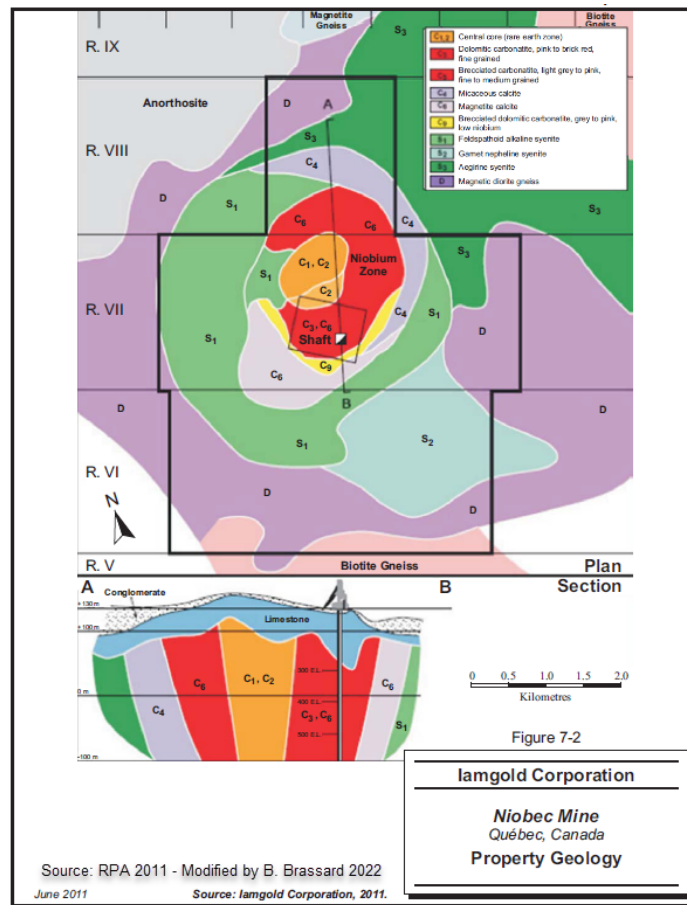 Magnetite
Gneiss
Biotite
Gneiss
R. IX
S3
C1, 2 Central core (rare earth zone)
C3 Dolomitic carbonatite, pink to brick red,
fine grained
Brecciated carbonatite, light grey to pink,
fine to medium grained
C4 Micaceous calcite
C6 Magnetite calcite
C9 Brecciated dolomitic carbonatite, grey to pink,
low niobium
S1 Feldspathoid alkaline syenite
S2 Garnet nepheline syenite
S3 Aegirine syenite
D Magnetic diorite gneiss
Anorthosite
D
A
R. VIII
S3
C4
D
S1
S3
C6
C6
C4
S3
Niobium
Zone
C1, C2
S1
C2
R. VII
C3, C6
C4
S1
D
S1
Shaft
C6
C9
B
D
D
S1
S2
R. VI
N
D
D
R. V
Biotite Gneiss
Plan
Section
A
B
Conglomerate
+130 m
+100 m
Limestone
300 S.L.
C6
C1, C2
C6
0 m
C4
400 S.L.
C3, C6
500 S.L.
S1
-100 m
0 0.5 1.0 1.5 2.0
Kilometres
Figure 7-2
Iamgold Corporation
Niobec Mine
Québec, Canada
Property Geology
Source: RPA 2011 - Modified by B. Brassard 2022
June 2011
Source: Iamgold Corporation, 2011.